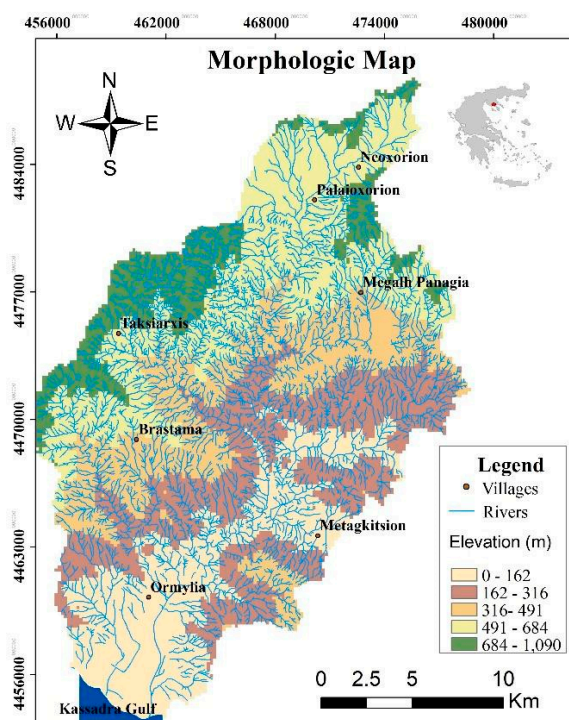 456000 462000 468000 474000 480000
Morphologic Map
N
W E
S
4484000
4477000
4470000
4463000
4456000
Ncoxorion
Palaioxorion
Mcgalh Panagia
Taksiarxis
Brastama
Metagkitsion
Ormylia
Kassadra Gulf
Legend
Villages
Rivers
Elevation (m)
0 - 162
162 - 316
316- 491
491 - 684
684 - 1,090
0 2.5 5 10
Km